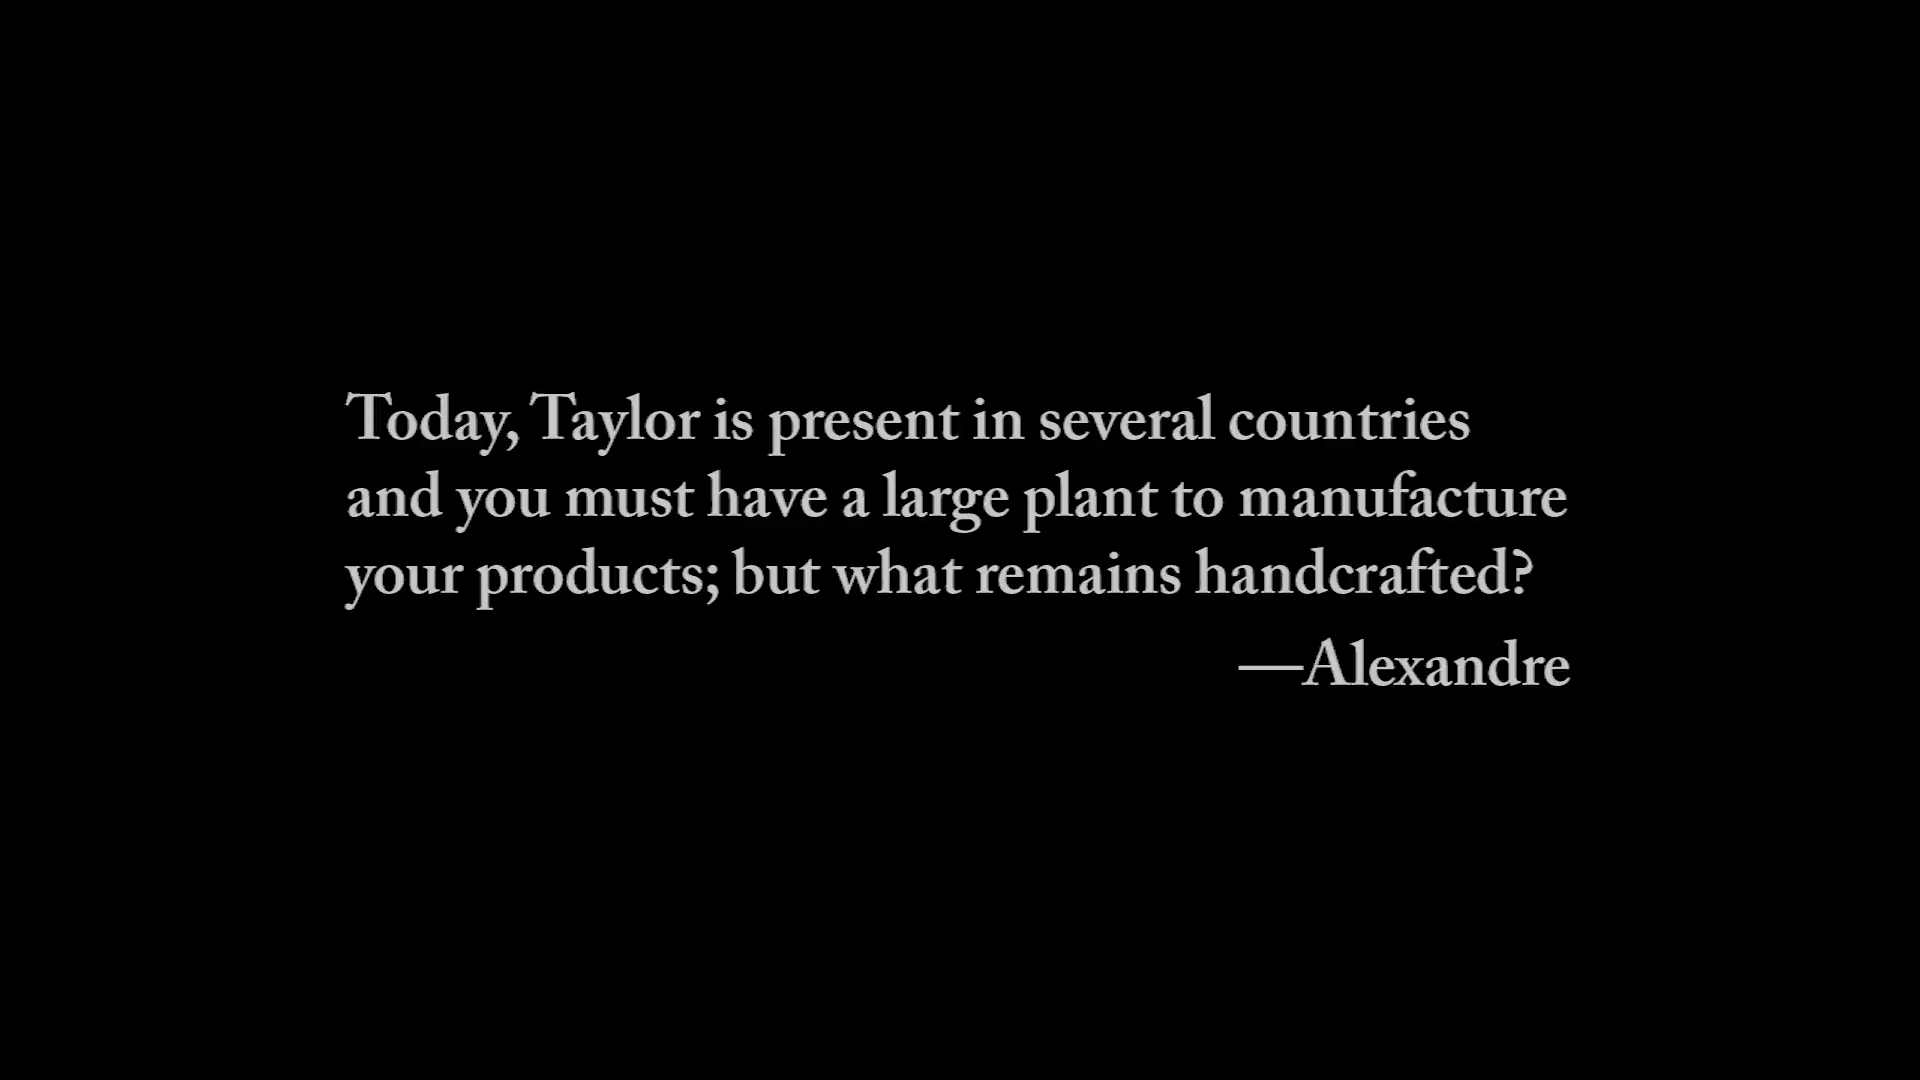 Today, Taylor is present in several countries
and you must have a large plant to manufacture
your products; but what remains handcrafted?
—Alexandre